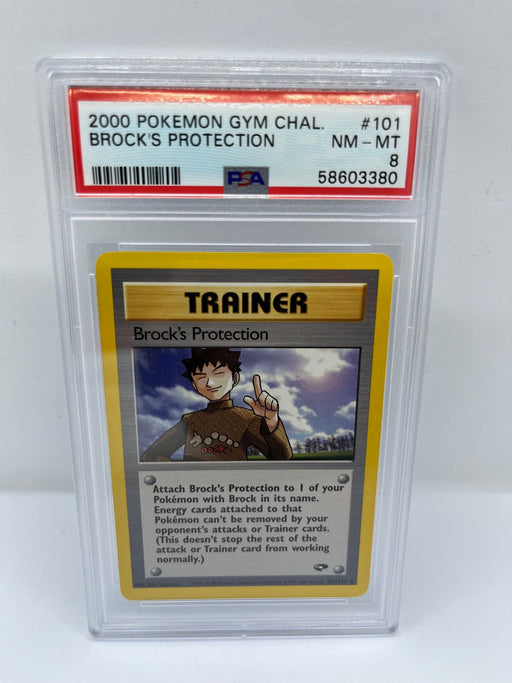 2000 POKEMON GYM CHAL. #101
BROCK'S PROTECTION NM - MT
8
PSA 58603380
TRAINER
Brock's Protection
Attach Brock's Protection to 1 of your
Pokémon with Brock in its name.
Energy cards attached to that
Pokémon can't be removed by your
opponent's attacks or Trainer cards.
(This doesn't stop the rest of the
attack or Trainer card from working
normally.)